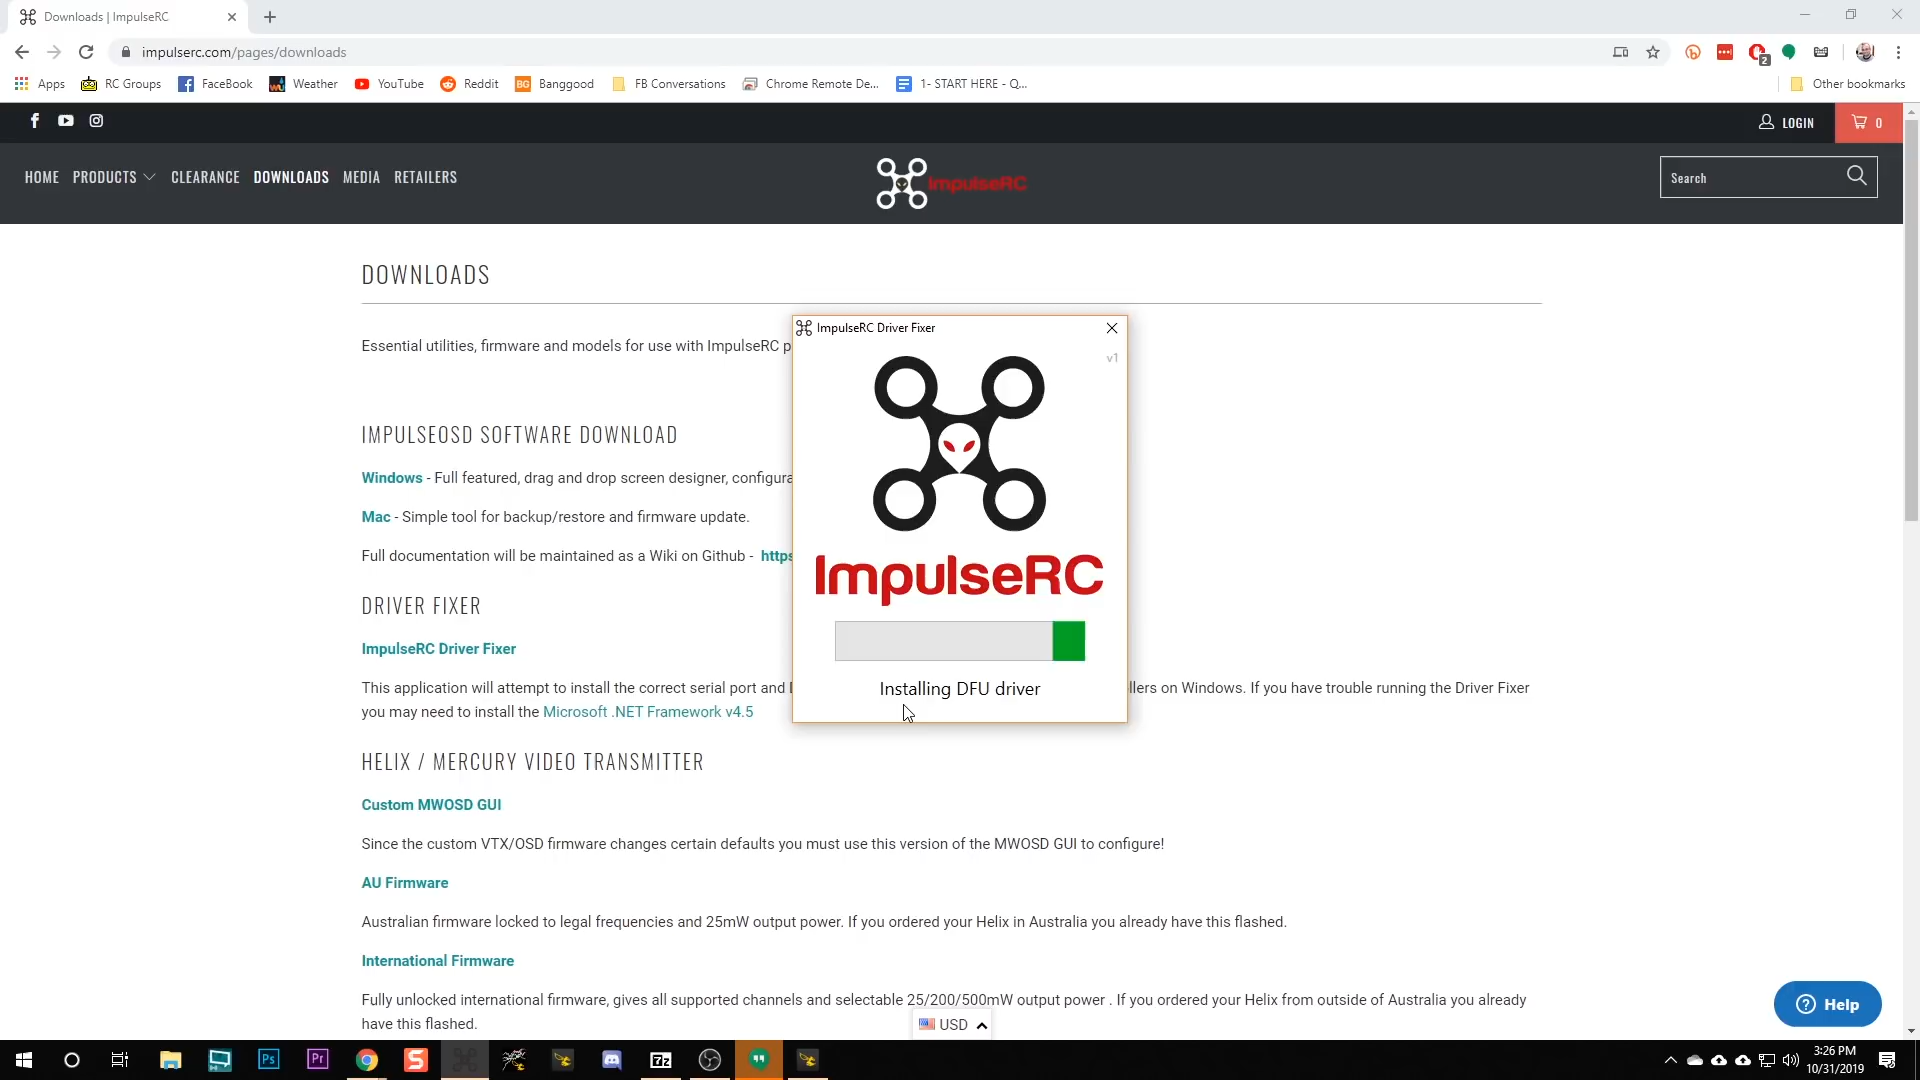 Downloads | ImpulseRC
impulserc.com/pages/downloads
2
Apps RC Groups FaceBook Weather YouTube Reddit Banggood FB Conversations Chrome Remote De... 1- START HERE - Q... Other bookmarks
LOGIN 0
HOME PRODUCTS CLEARANCE DOWNLOADS MEDIA RETAILERS
ImpulseRC
Search
DOWNLOADS
Essential utilities, firmware and models for use with ImpulseRC p
IMPULSEOSD SOFTWARE DOWNLOAD
Windows - Full featured, drag and drop screen designer, configura
Mac - Simple tool for backup/restore and firmware update.
Full documentation will be maintained as a Wiki on Github - https
DRIVER FIXER
ImpulseRC Driver Fixer
This application will attempt to install the correct serial port and llers on Windows. If you have trouble running the Driver Fixer
you may need to install the Microsoft .NET Framework v4.5
ImpulseRC Driver Fixer
v1
ImpulseRC
Installing DFU driver
HELIX / MERCURY VIDEO TRANSMITTER
Custom MWOSD GUI
Since the custom VTX/OSD firmware changes certain defaults you must use this version of the MWOSD GUI to configure!
AU Firmware
Australian firmware locked to legal frequencies and 25mW output power. If you ordered your Helix in Australia you already have this flashed.
International Firmware
Fully unlocked international firmware, gives all supported channels and selectable 25/200/500mW output power . If you ordered your Helix from outside of Australia you already
have this flashed.
USD
Help
Ps Pr S 7z
3:26 PM
10/31/2019